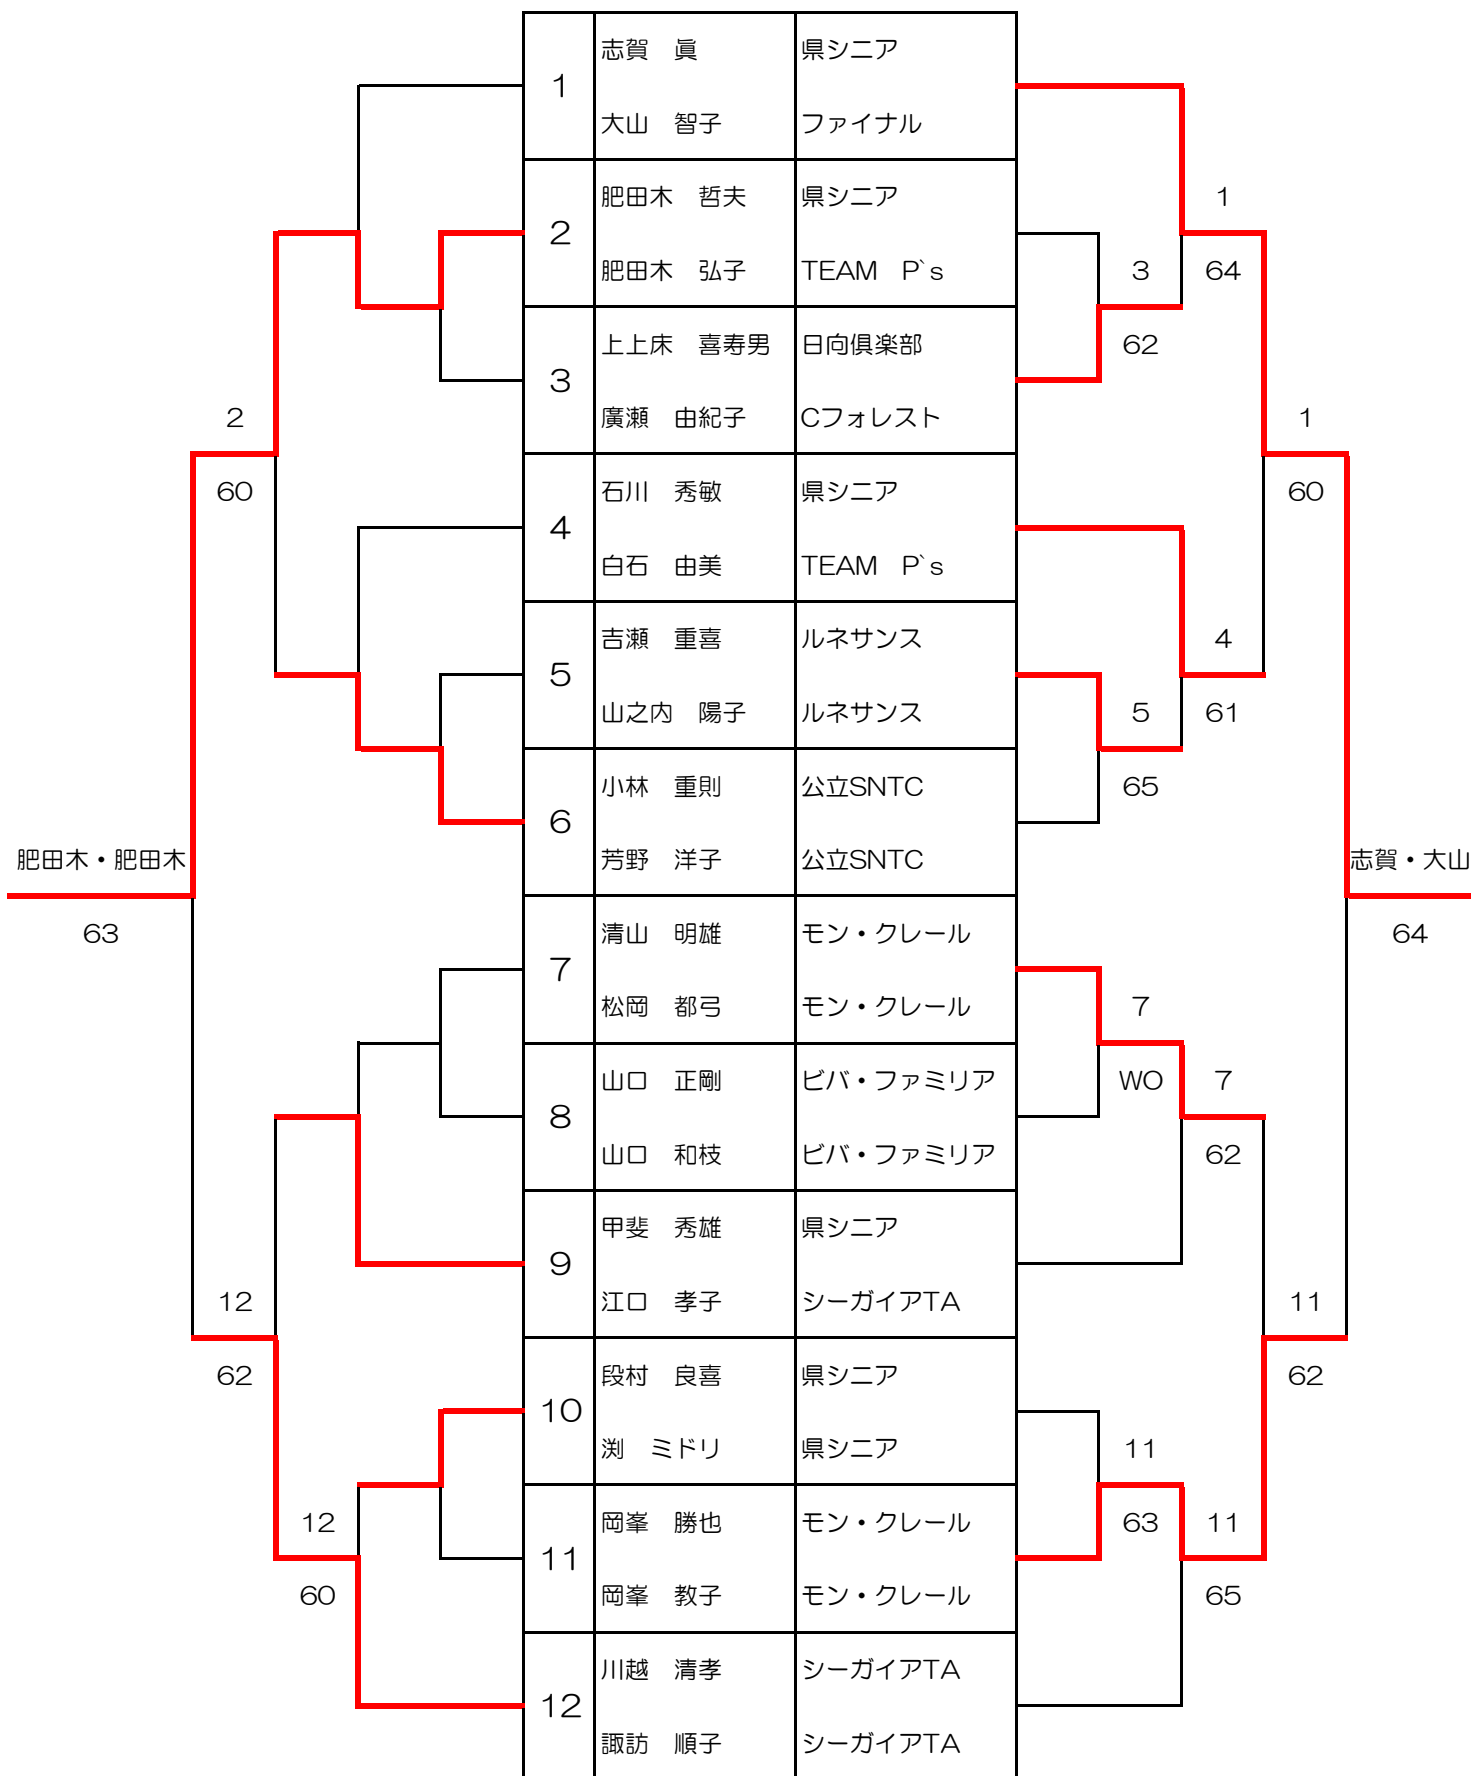 志賀　眞　県シニア
1
大山　智子　ファイナル
肥田木　哲夫　県シニア
1
2
肥田木　弘子　TEAM　P`s
3　64
上上床　喜寿男　日向倶楽部
62
3
廣瀬　由紀子　Cフォレスト
2
1
石川　秀敏　県シニア
60
60
4
白石　由美　TEAM　P`s
吉瀬　重喜　ルネサンス
4
5
山之内　陽子　ルネサンス
5　61
小林　重則　公立SNTC
65
6
肥田木・肥田木
芳野　洋子　公立SNTC
志賀・大山
63
清山　明雄　モン・クレール
64
7
松岡　都弓　モン・クレール
7
山口　正剛　ビバ・ファミリア
WO　7
8
山口　和枝　ビバ・ファミリア
62
甲斐　秀雄　県シニア
9
12
江口　孝子　シーガイアTA
11
62
段村　良喜　県シニア
62
10
渕　ミドリ　県シニア
11
12
岡峯　勝也　モン・クレール
63　11
11
60
岡峯　教子　モン・クレール
65
川越　清孝　シーガイアTA
12
諏訪　順子　シーガイアTA